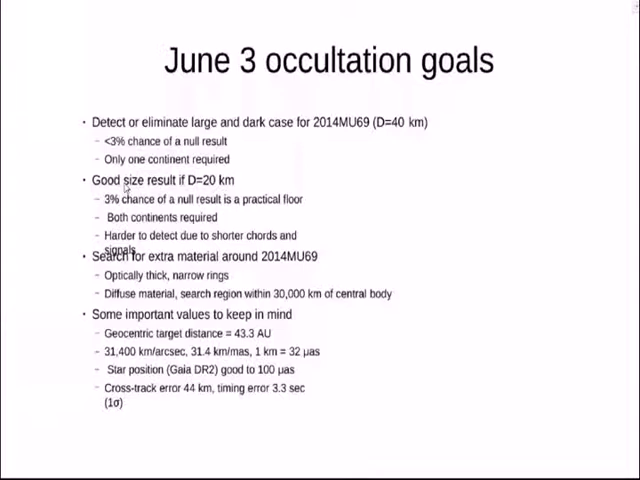 June 3 occultation goals
• Detect or eliminate large and dark case for 2014MU69 (D=40 km)
– <3% chance of a null result
– Only one continent required
• Good size result if D=20 km
– 3% chance of a null result is a practical floor
– Both continents required
– Harder to detect due to shorter chords and
signals
• Search for extra material around 2014MU69
– Optically thick, narrow rings
– Diffuse material, search region within 30,000 km of central body
• Some important values to keep in mind
– Geocentric target distance = 43.3 AU
– 31,400 km/arcsec, 31.4 km/mas, 1 km = 32 µas
– Star position (Gaia DR2) good to 100 µas
– Cross-track error 44 km, timing error 3.3 sec
(1σ)